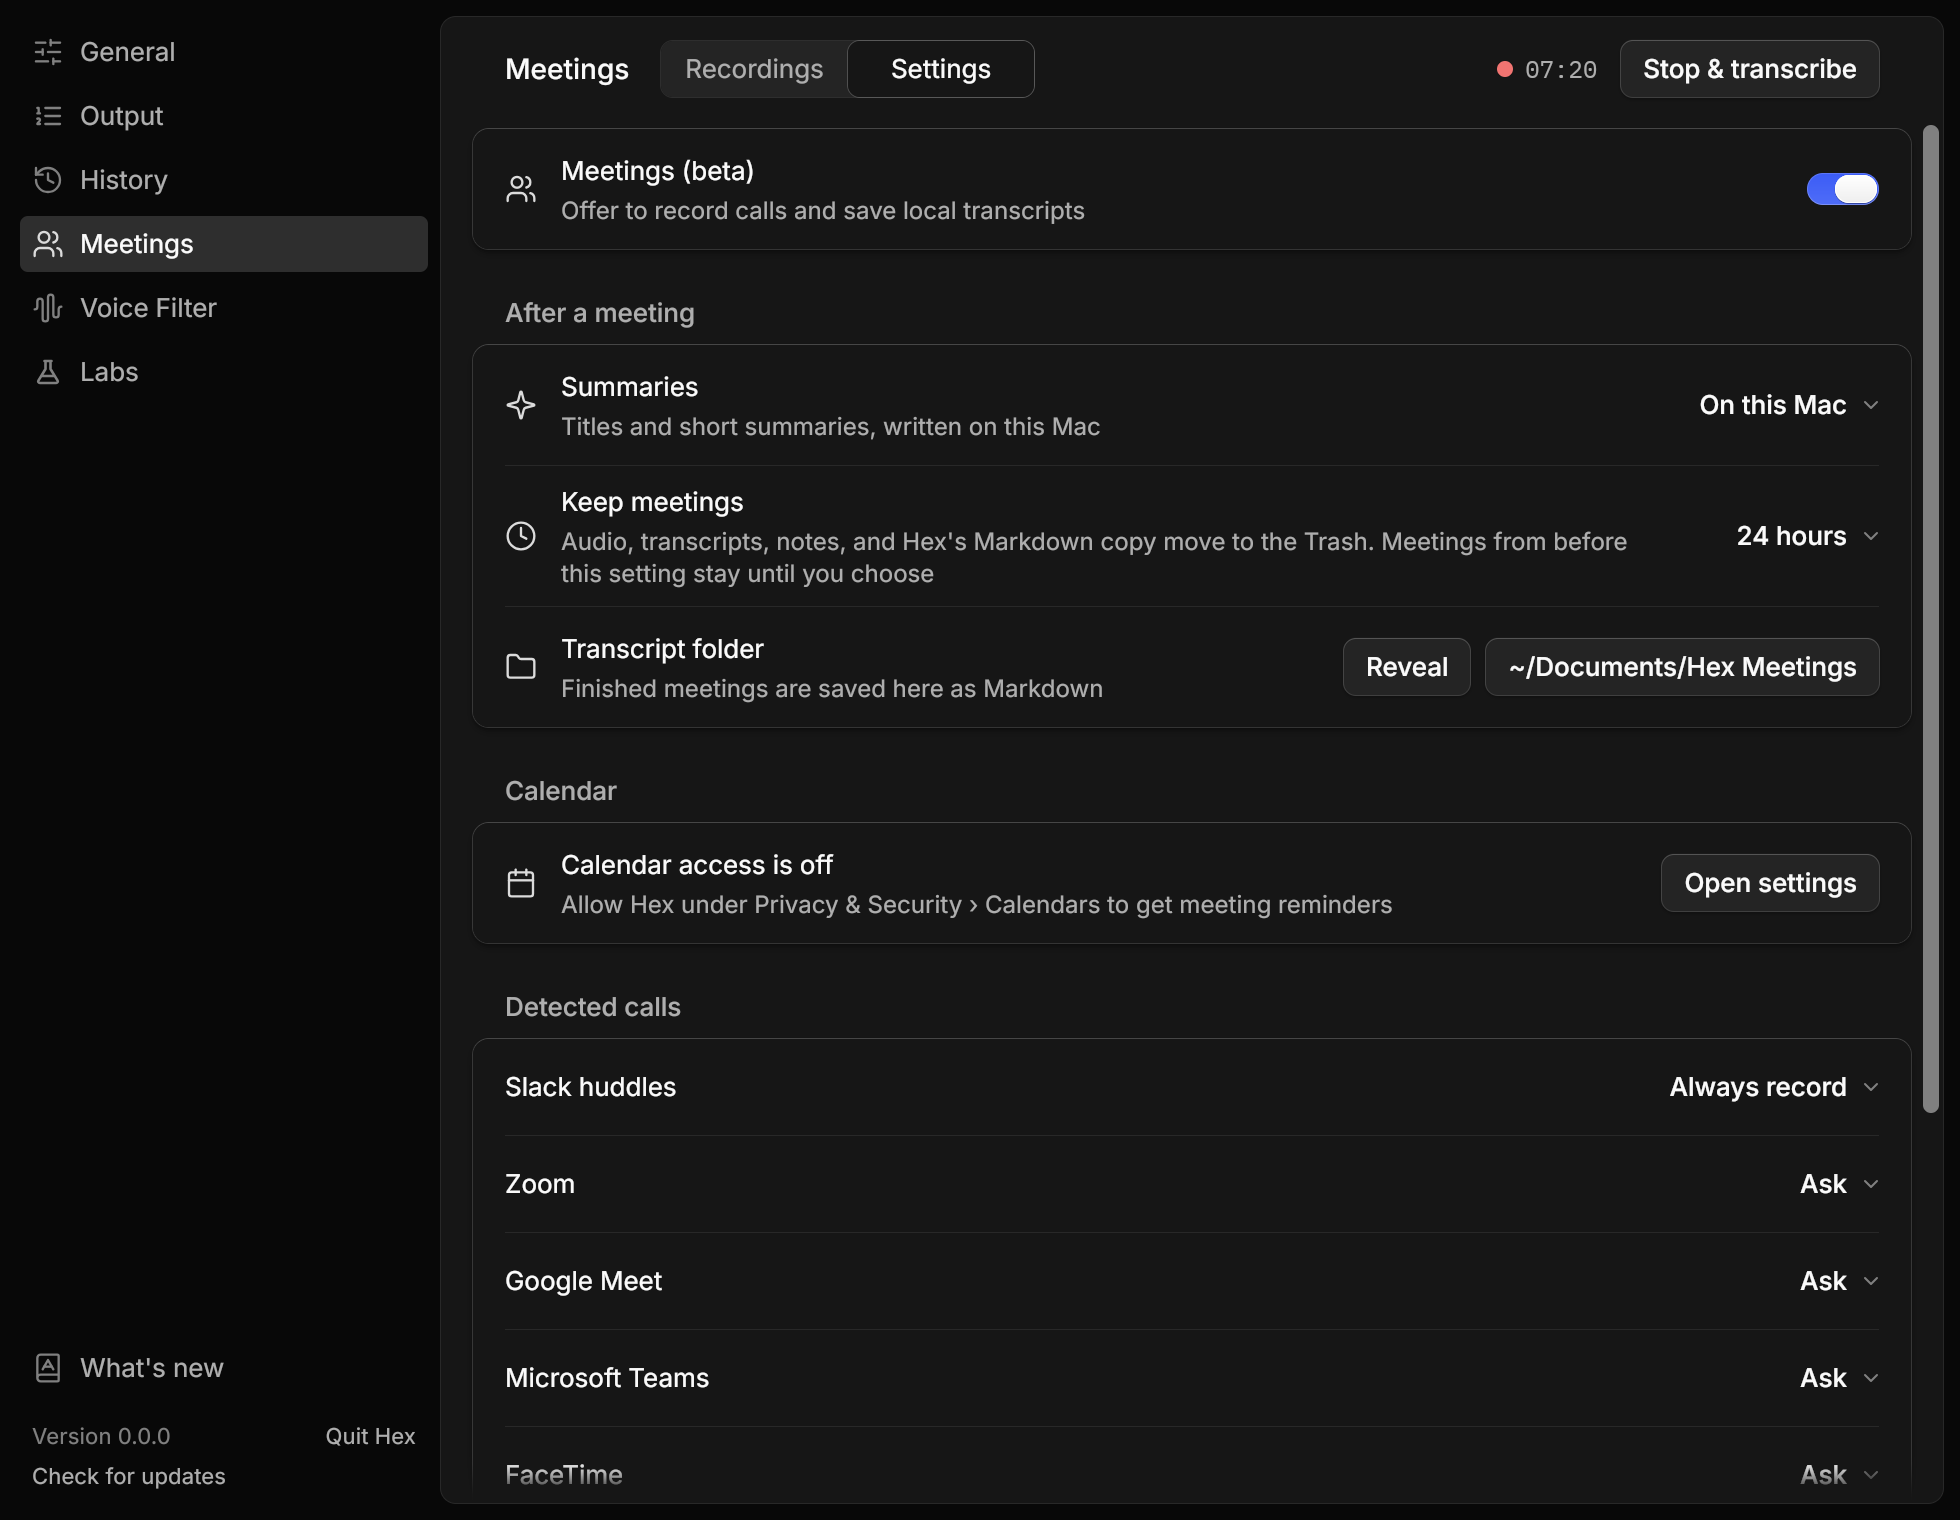 General
Output
History
Meetings
Voice Filter
Labs
What's new
Version 0.0.0
Quit Hex
Check for updates
Meetings
Recordings
Settings
07:20
Stop & transcribe
Meetings (beta)
Offer to record calls and save local transcripts
After a meeting
Summaries
Titles and short summaries, written on this Mac
On this Mac
Keep meetings
Audio, transcripts, notes, and Hex's Markdown copy move to the Trash. Meetings from before
this setting stay until you choose
24 hours
Transcript folder
Finished meetings are saved here as Markdown
Reveal
~/Documents/Hex Meetings
Calendar
Calendar access is off
Allow Hex under Privacy & Security › Calendars to get meeting reminders
Open settings
Detected calls
Slack huddles
Always record
Zoom
Ask
Google Meet
Ask
Microsoft Teams
Ask
FaceTime
Ask